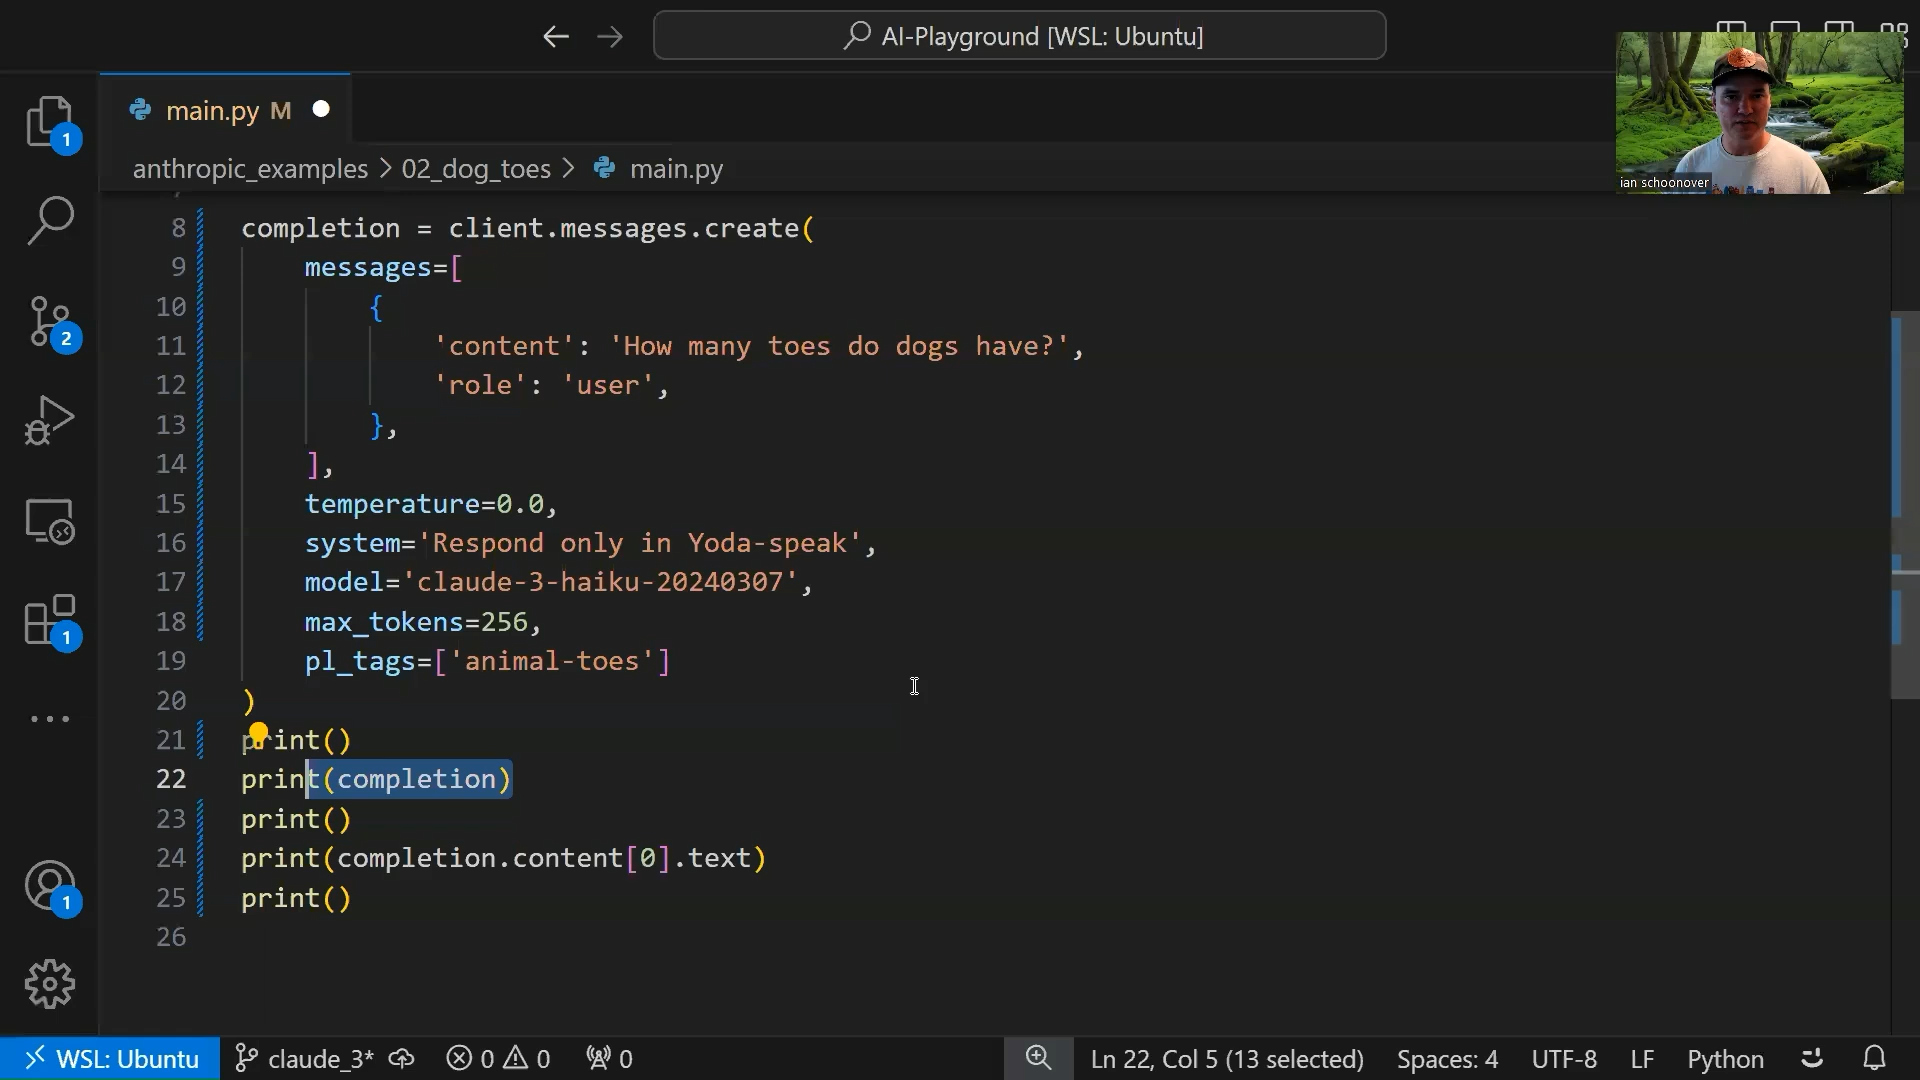 AI-Playground [WSL: Ubuntu]
main.py M
1
anthropic_examples > 02_dog_toes > main.py
ian schoonover
8 completion = client.messages.create(
9 messages=[
10 {
11 'content': 'How many toes do dogs have?',
12 'role': 'user',
13 },
14 ],
15 temperature=0.0,
16 system='Respond only in Yoda-speak',
17 model='claude-3-haiku-20240307',
18 max_tokens=256,
19 pl_tags=['animal-toes']
20 )
21 print()
22 print(completion)
23 print()
24 print(completion.content[0].text)
25 print()
26
2
1
1
WSL: Ubuntu
claude_3*
0
0
0
Ln 22, Col 5 (13 selected)
Spaces: 4
UTF-8
LF
Python